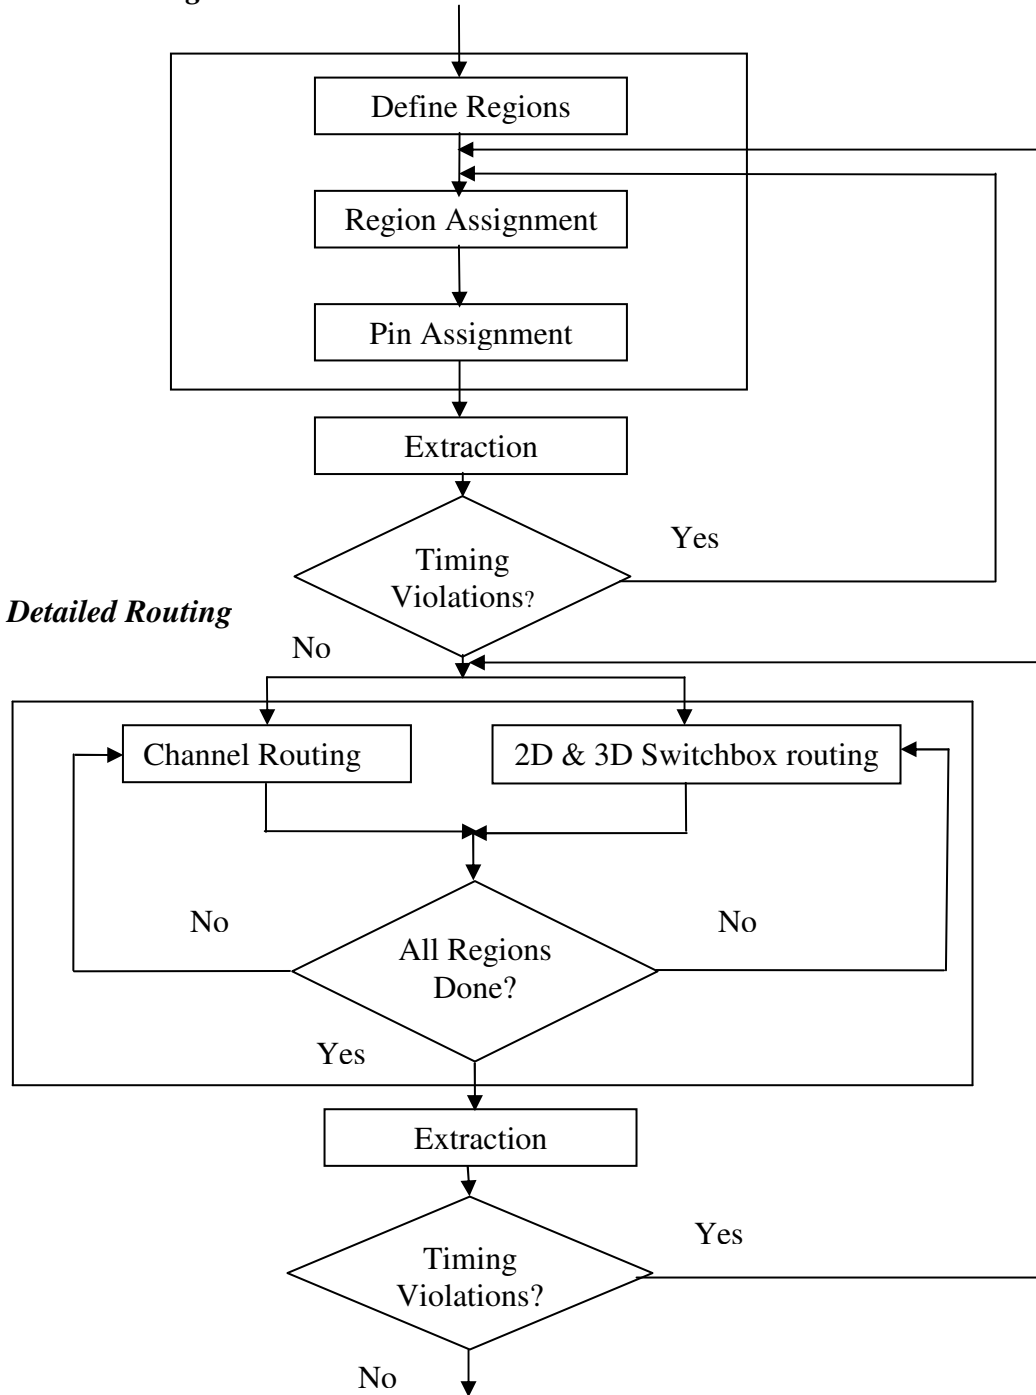 Define Regions
Region Assignment
Pin Assignment
Extraction
Timing
Violations?
Yes
Detailed Routing
No
Channel Routing
2D & 3D Switchbox routing
No
No
All Regions
Done?
Yes
Extraction
Timing
Violations?
Yes
No